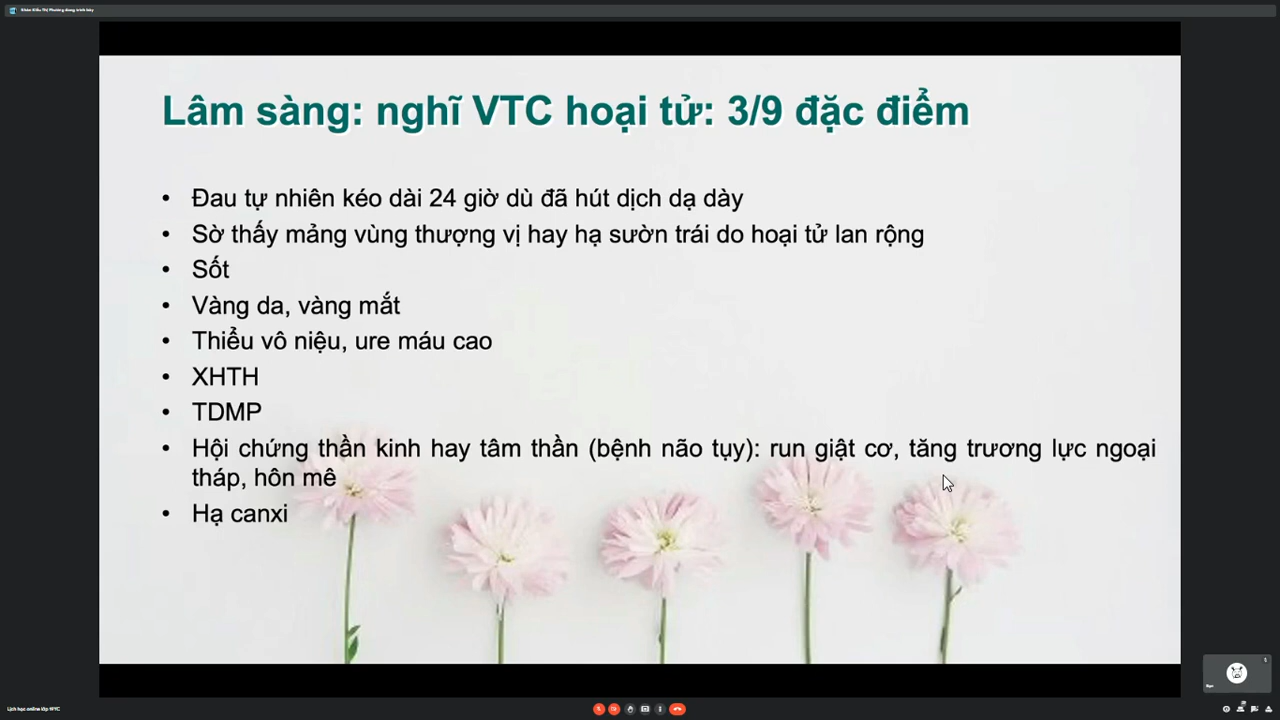 Lâm sàng: nghĩ VTC hoại tử: 3/9 đặc điểm
• Đau tự nhiên kéo dài 24 giờ dù đã hút dịch dạ dày
• Sờ thấy mảng vùng thượng vị hay hạ sườn trái do hoại tử lan rộng
• Sốt
• Vàng da, vàng mắt
• Thiểu vô niệu, ure máu cao
• XHTH
• TDMP
• Hội chứng thần kinh hay tâm thần (bệnh não tụy): run giật cơ, tăng trương lực ngoại
tháp, hôn mê
• Hạ canxi